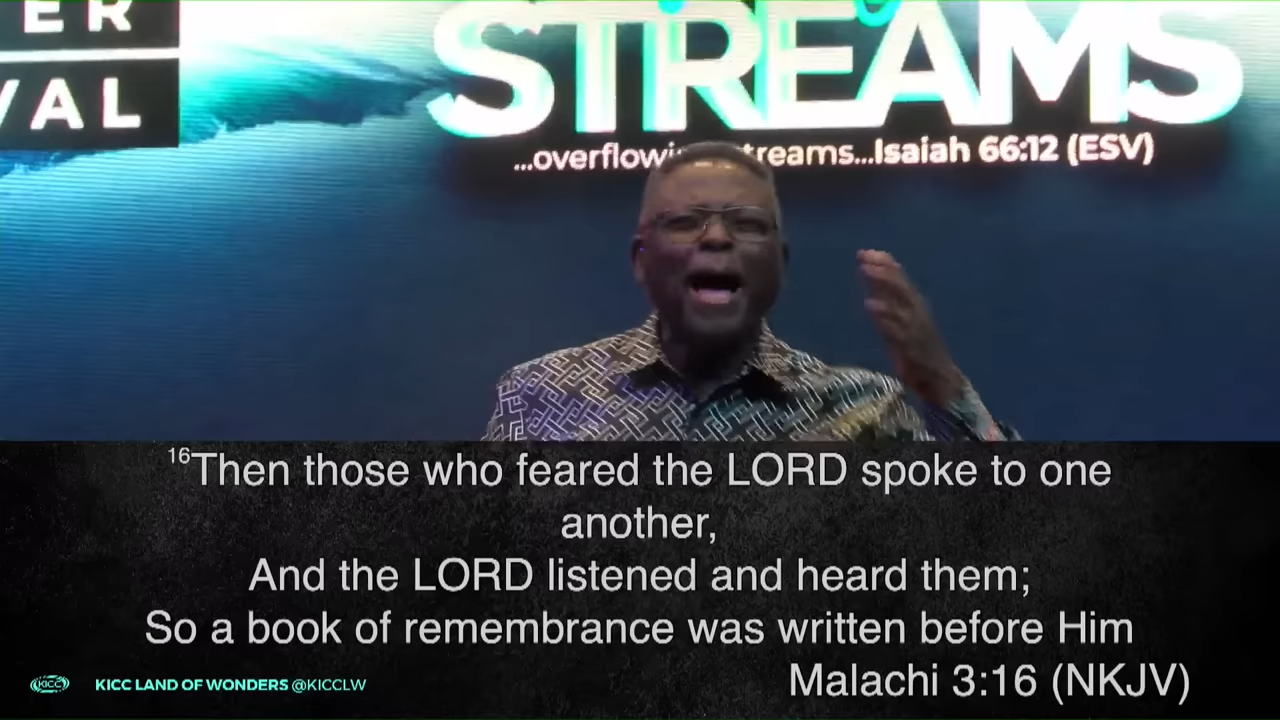 ER
VAL
STREAMS
...overflowing streams...Isaiah 66:12 (ESV)
16Then those who feared the LORD spoke to one
another,
And the LORD listened and heard them;
So a book of remembrance was written before Him
Malachi 3:16 (NKJV)
KICC KICC LAND OF WONDERS @KICCLW